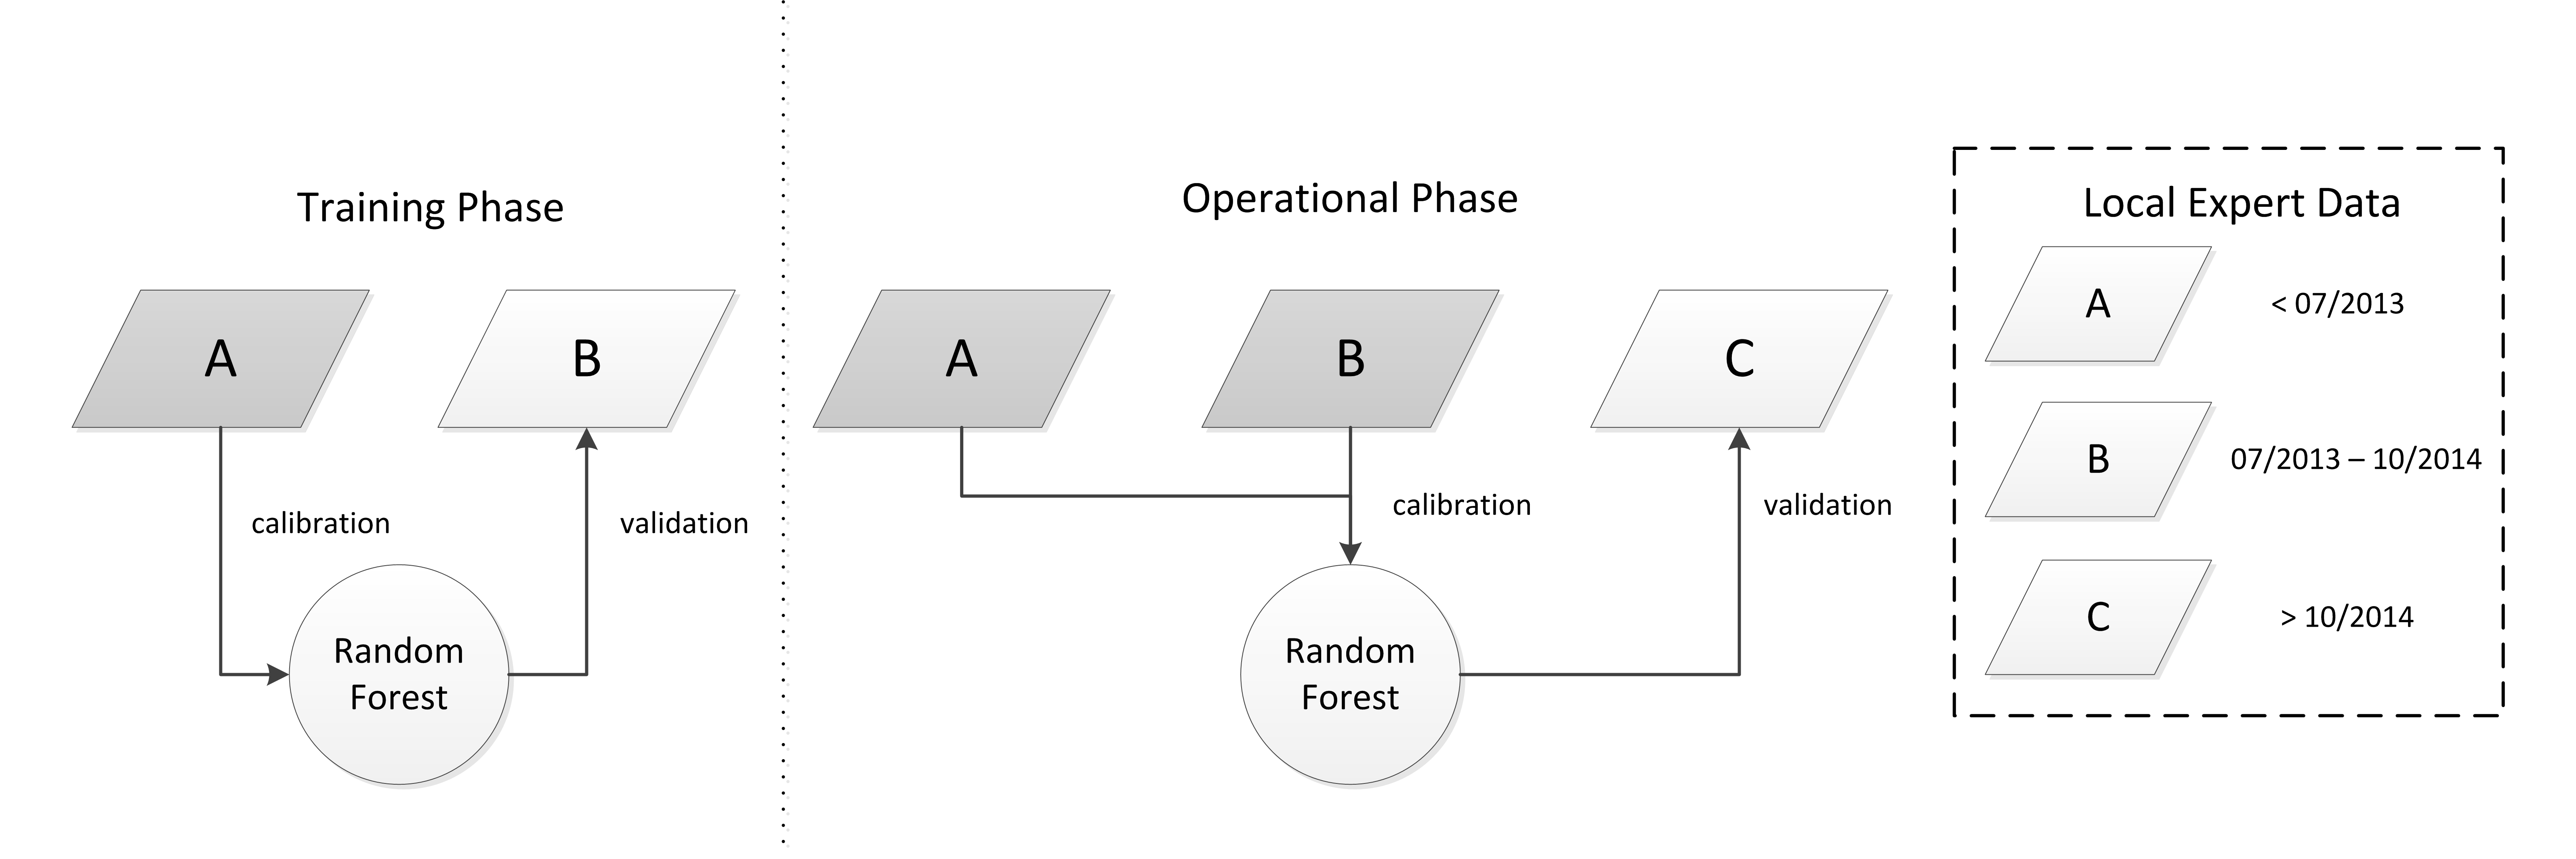 Training Phase
A
B
calibration
validation
Random
Forest
Operational Phase
A
B
C
calibration
validation
Random
Forest
Local Expert Data
A
< 07/2013
B
07/2013 – 10/2014
C
> 10/2014